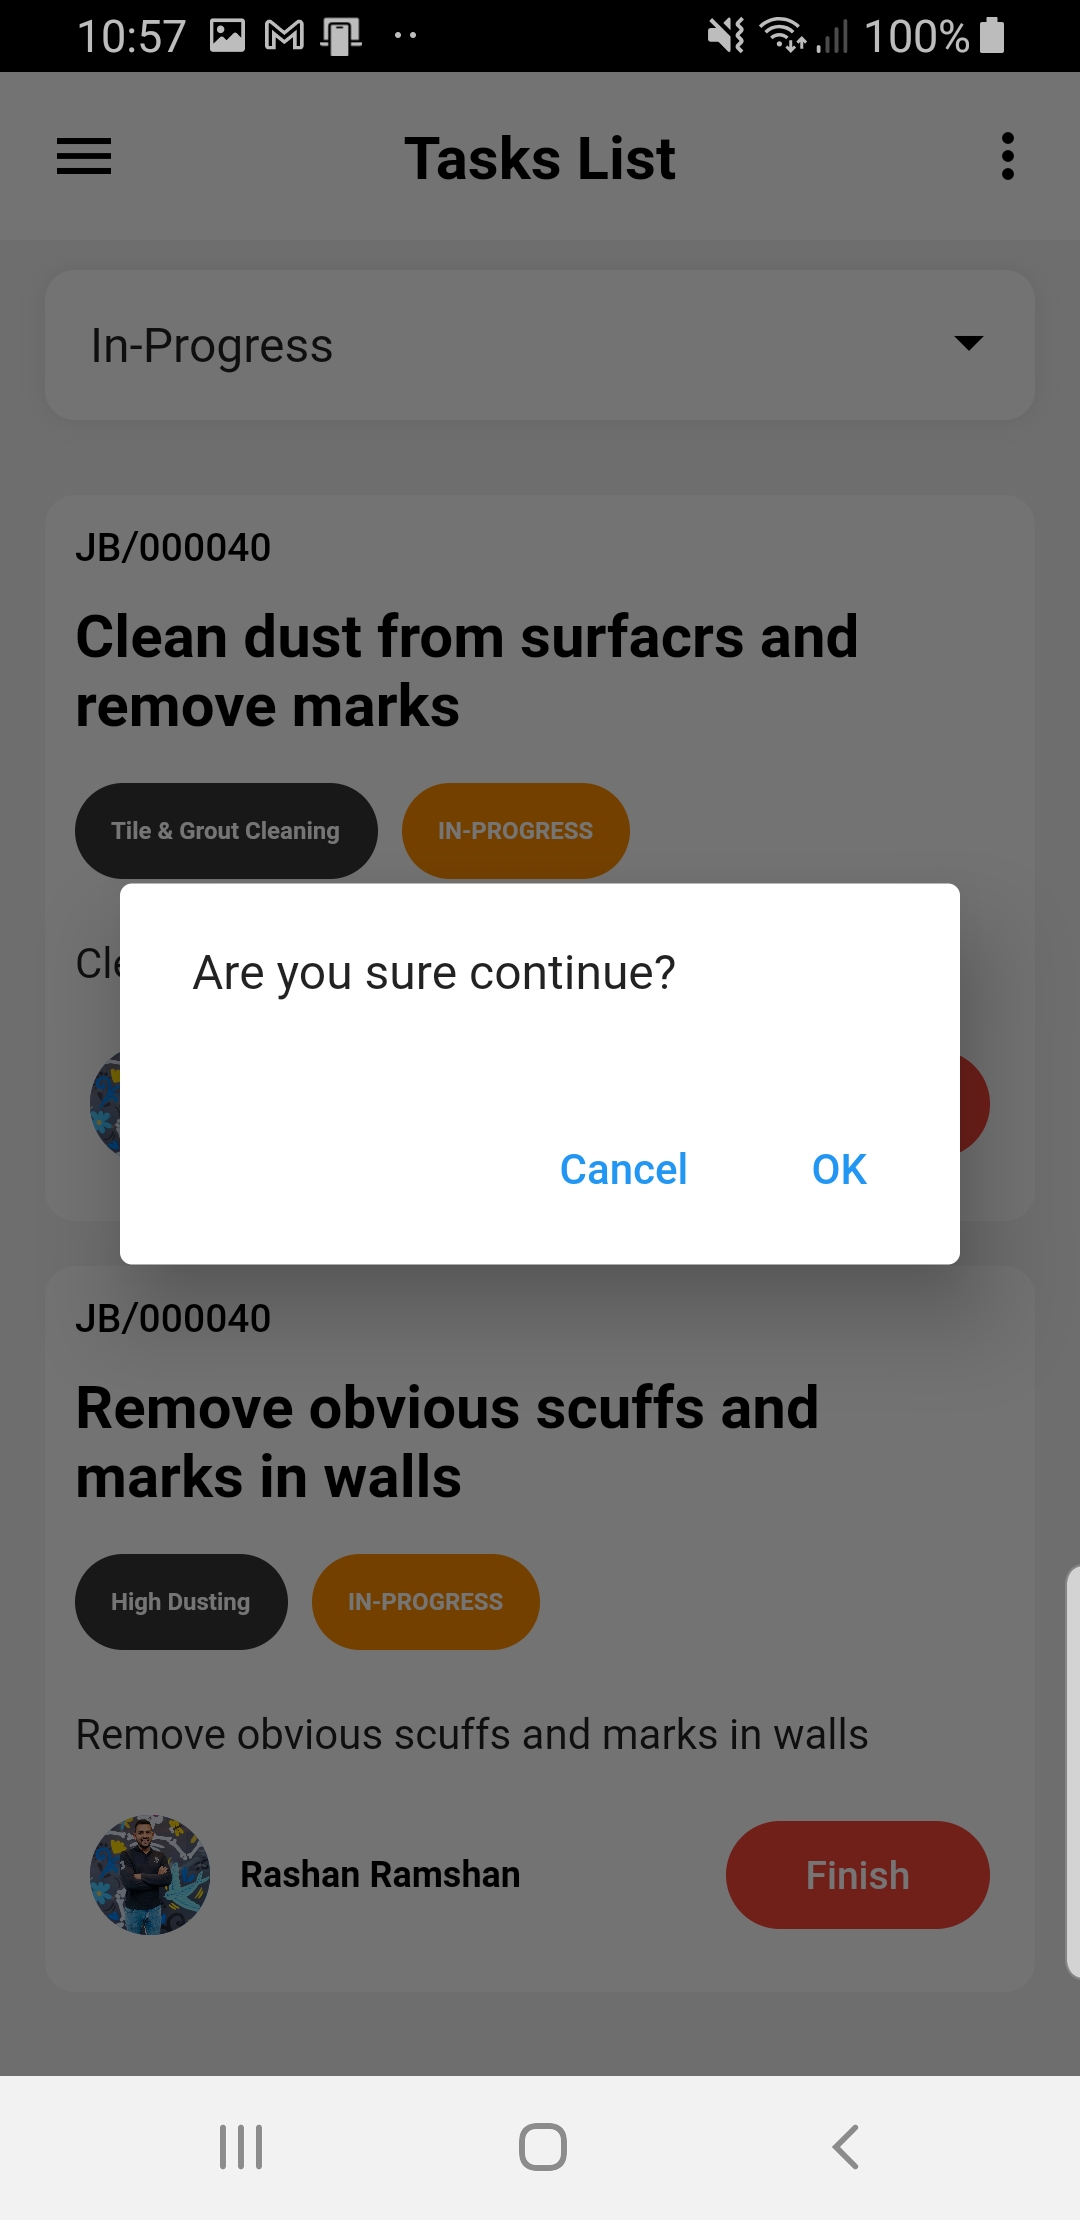 10:57
100%
Tasks List
In-Progress
JB/000040
Clean dust from surfacrs and
remove marks
Tile & Grout Cleaning
IN-PROGRESS
Are you sure continue?
Cancel
OK
JB/000040
Remove obvious scuffs and
marks in walls
High Dusting
IN-PROGRESS
Remove obvious scuffs and marks in walls
Rashan Ramshan
Finish